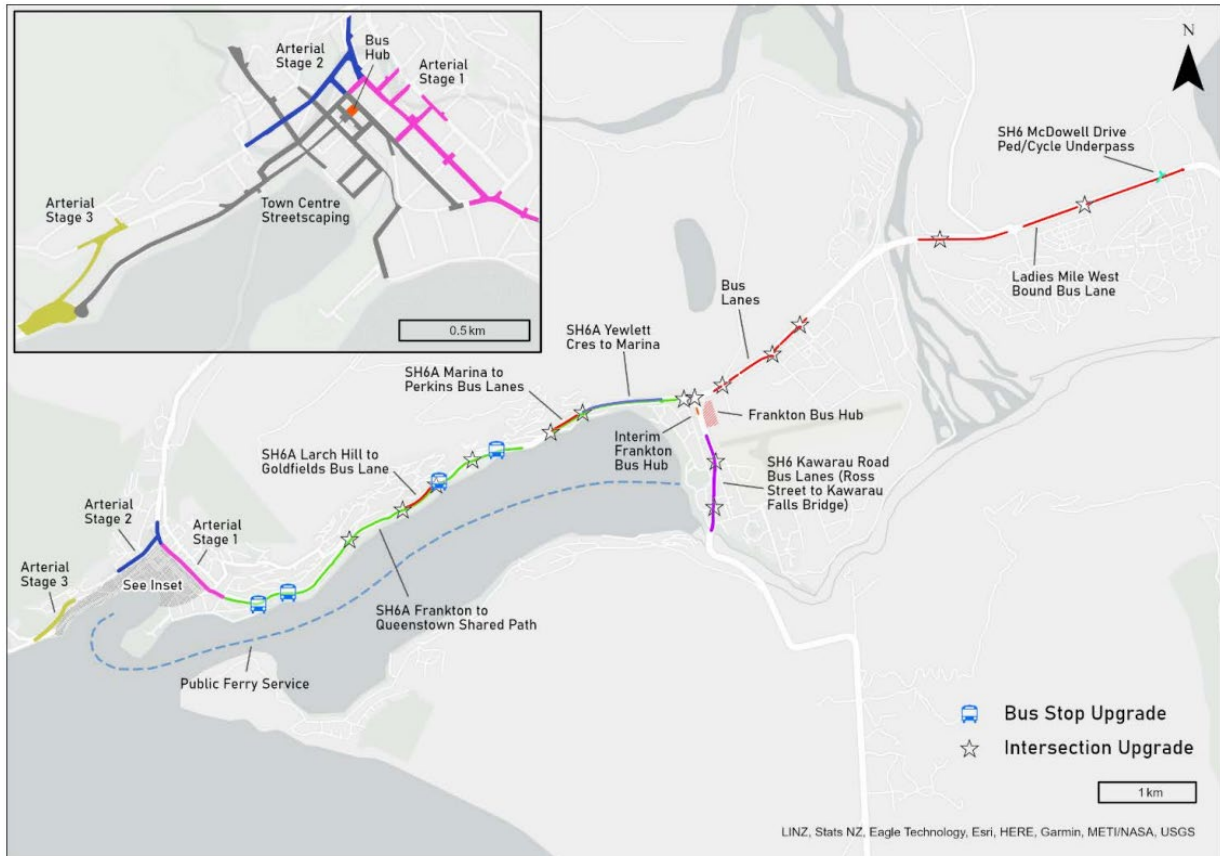 Arterial
Stage 2
Bus
Hub
Arterial
Stage 1
Town Centre
Streetscaping
Arterial
Stage 3
0.5 km
N
SH6 McDowell Drive
Ped/Cycle Underpass
Ladies Mile West
Bound Bus Lane
Bus
Lanes
SH6A Yewlett
Cres to Marina
SH6A Marina to
Perkins Bus Lanes
Frankton Bus Hub
Interim
Frankton
Bus Hub
SH6A Larch Hill to
Goldfields Bus Lane
SH6 Kawarau Road
Bus Lanes (Ross
Street to Kawarau
Falls Bridge)
Arterial
Stage 2
Arterial
Stage 1
See Inset
Arterial
Stage 3
SH6A Frankton to
Queenstown Shared Path
Public Ferry Service
Bus Stop Upgrade
Intersection Upgrade
1 km
LINZ, Stats NZ, Eagle Technology, Esri, HERE, Garmin, METI/NASA, USGS